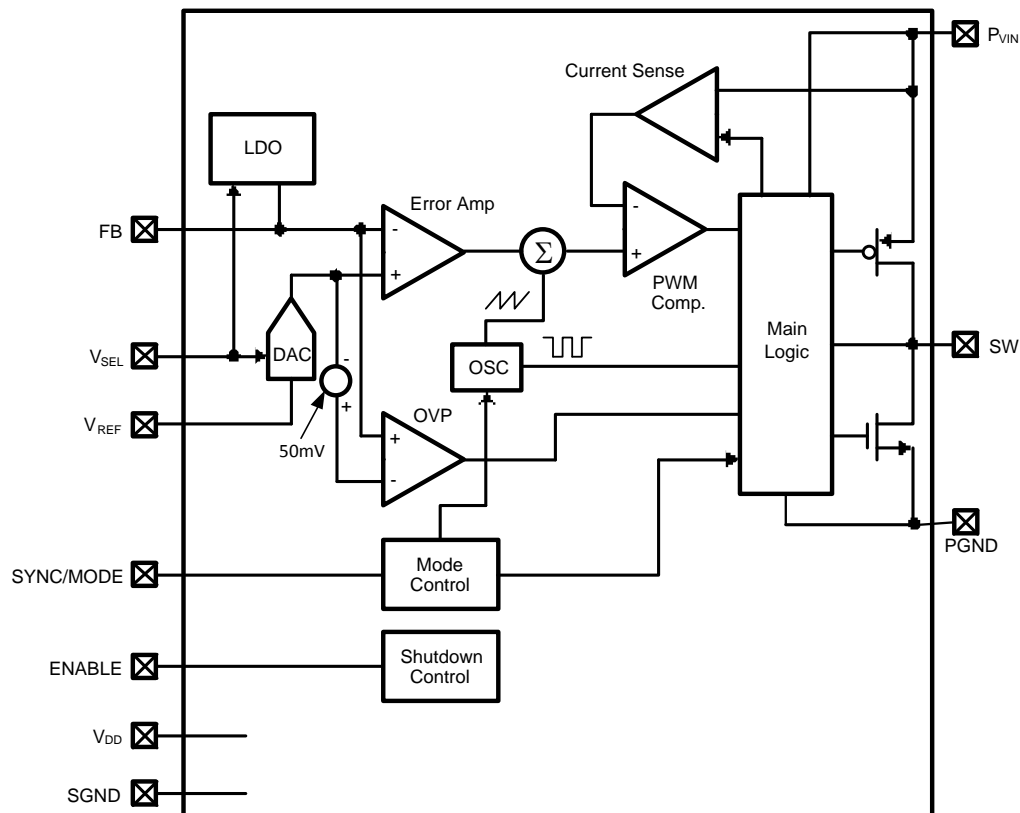 P_VIN
Current Sense
LDO
FB
Error Amp
-
-
+
Σ
+
PWM
Comp.
V_SEL
DAC
-
OSC
Main
Logic
SW
+
V_REF
50mV
OVP
+
-
PGND
SYNC/MODE
Mode
Control
ENABLE
Shutdown
Control
V_DD
SGND